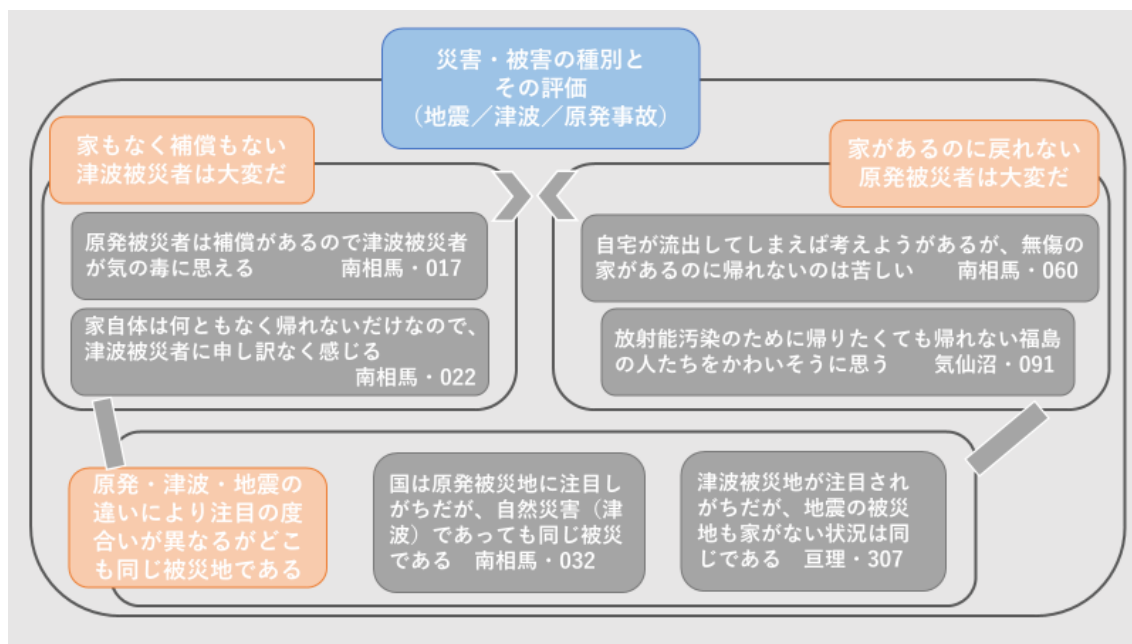 災害・被害の種別と
その評価
（地震／津波／原発事故）
家もなく補償もない
津波被災者は大変だ
原発被災者は補償があるので津波被災者
が気の毒に思える　　　　南相馬・017
家自体は何ともなく帰れないだけなので、
津波被災者に申し訳なく感じる
南相馬・022
家があるのに戻れない
原発被災者は大変だ
自宅が流出してしまえば考えようがあるが、無傷の
家があるのに帰れないのは苦しい　　南相馬・060
放射能汚染のために帰りたくても帰れない福島
の人たちをかわいそうに思う　　気仙沼・091
原発・津波・地震の
違いにより注目の度
合いが異なるがどこ
も同じ被災地である
国は原発被災地に注目し
がちだが、自然災害（津
波）であっても同じ被災
である　南相馬・032
津波被災地が注目され
がちだが、地震の被災
地も家がない状況は同
じである　亘理・307